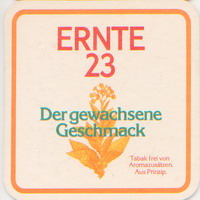 ERNTE
23
Der gewachsene
Geschmack
Tabak frei von
Aromazusätzen.
Aus Prinzip.